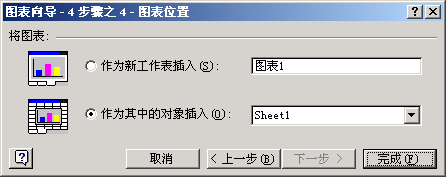 图表向导 - 4 步骤之 4 - 图表位置
将图表:
作为新工作表插入(S): 图表1
作为其中的对象插入(O): Sheet1
取消 < 上一步(B) 下一步 > 完成(F)